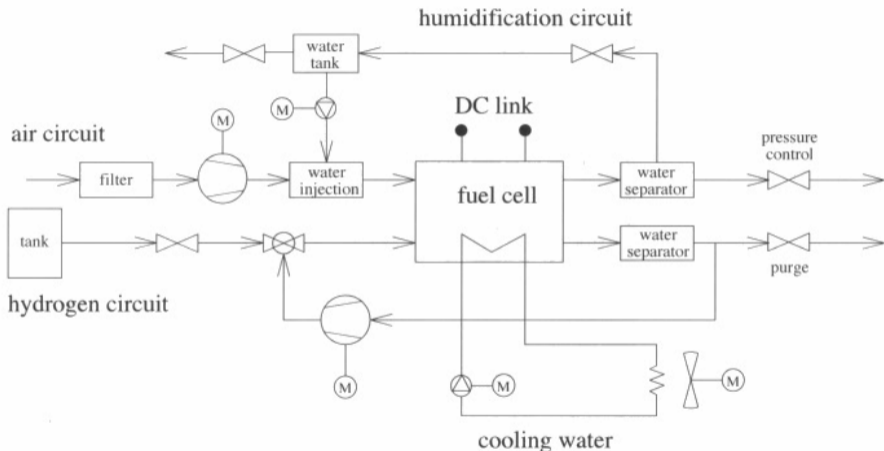 humidification circuit
water
tank
M
DC link
M
air circuit
pressure
control
filter
water
injection
fuel cell
water
separator
tank
water
separator
purge
hydrogen circuit
M
M
M
cooling water